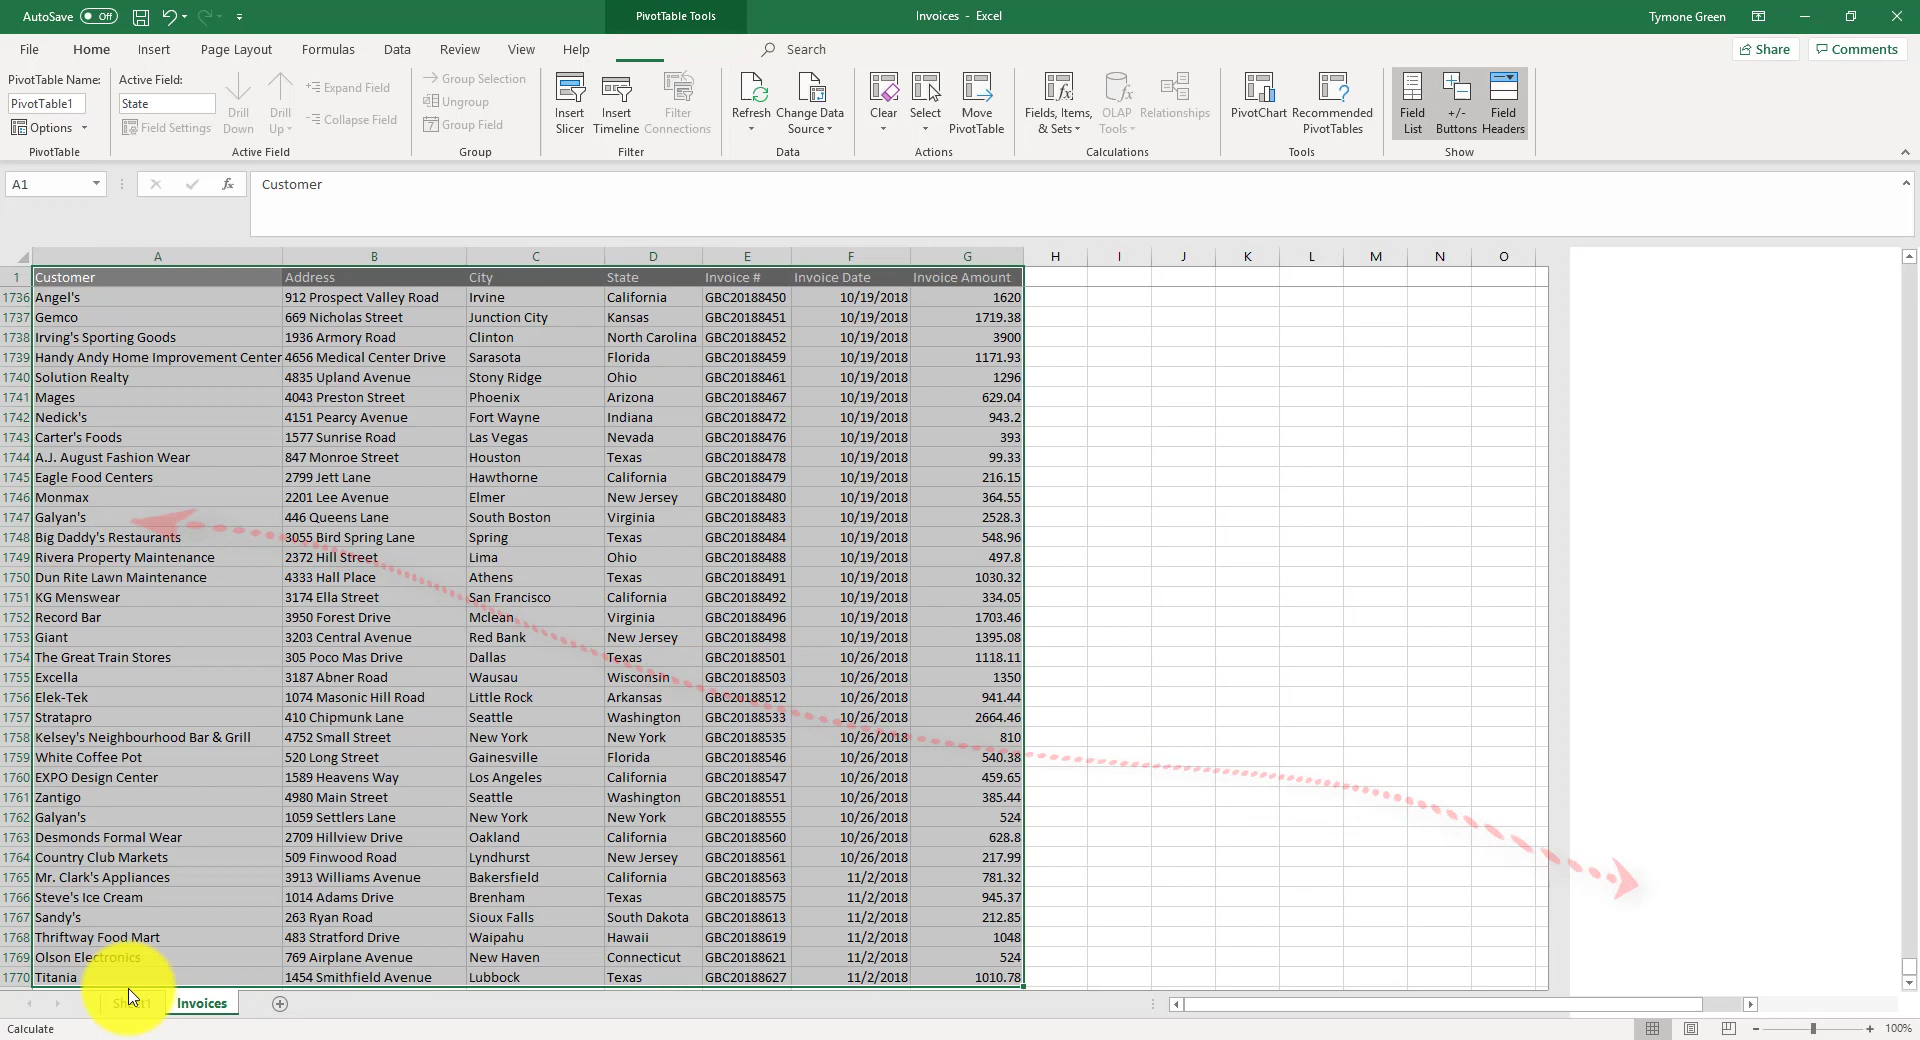 AutoSave Off PivotTable Tools Invoices - Excel Tymone Green
File Home Insert Page Layout Formulas Data Review View Help Search Share Comments
PivotTable Name:
PivotTable1
Options
PivotTable
Active Field:
State
Field Settings
Drill Down
Drill Up
Expand Field
Collapse Field
Active Field
Group Selection
Ungroup
Group Field
Group
Insert Slicer
Insert Timeline
Filter Connections
Filter
Refresh
Change Data Source
Data
Clear
Select
Move PivotTable
Actions
Fields, Items, & Sets
OLAP Tools
Relationships
Calculations
PivotChart
Recommended PivotTables
Tools
Field List
+/- Buttons
Field Headers
Show
A1 fx Customer
A B C D E F G H I J K L M N O
1 Customer Address City State Invoice # Invoice Date Invoice Amount
1736 Angel's 912 Prospect Valley Road Irvine California GBC20188450 10/19/2018 1620
1737 Gemco 669 Nicholas Street Junction City Kansas GBC20188451 10/19/2018 1719.38
1738 Irving's Sporting Goods 1936 Armory Road Clinton North Carolina GBC20188452 10/19/2018 3900
1739 Handy Andy Home Improvement Center 4656 Medical Center Drive Sarasota Florida GBC20188459 10/19/2018 1171.93
1740 Solution Realty 4835 Upland Avenue Stony Ridge Ohio GBC20188461 10/19/2018 1296
1741 Mages 4043 Preston Street Phoenix Arizona GBC20188467 10/19/2018 629.04
1742 Nedick's 4151 Pearcy Avenue Fort Wayne Indiana GBC20188472 10/19/2018 943.2
1743 Carter's Foods 1577 Sunrise Road Las Vegas Nevada GBC20188476 10/19/2018 393
1744 A.J. August Fashion Wear 847 Monroe Street Houston Texas GBC20188478 10/19/2018 99.33
1745 Eagle Food Centers 2799 Jett Lane Hawthorne California GBC20188479 10/19/2018 216.15
1746 Monmax 2201 Lee Avenue Elmer New Jersey GBC20188480 10/19/2018 364.55
1747 Galyan's 446 Queens Lane South Boston Virginia GBC20188483 10/19/2018 2528.3
1748 Big Daddy's Restaurants 3055 Bird Spring Lane Spring Texas GBC20188484 10/19/2018 548.96
1749 Rivera Property Maintenance 2372 Hill Street Lima Ohio GBC20188488 10/19/2018 497.8
1750 Dun Rite Lawn Maintenance 4333 Hall Place Athens Texas GBC20188491 10/19/2018 1030.32
1751 KG Menswear 3174 Ella Street San Francisco California GBC20188492 10/19/2018 334.05
1752 Record Bar 3950 Forest Drive Mclean Virginia GBC20188496 10/19/2018 1703.46
1753 Giant 3203 Central Avenue Red Bank New Jersey GBC20188498 10/19/2018 1395.08
1754 The Great Train Stores 305 Poco Mas Drive Dallas Texas GBC20188501 10/26/2018 1118.11
1755 Excella 3187 Abner Road Wausau Wisconsin GBC20188503 10/26/2018 1350
1756 Elek-Tek 1074 Masonic Hill Road Little Rock Arkansas GBC20188512 10/26/2018 941.44
1757 Stratapro 410 Chipmunk Lane Seattle Washington GBC20188533 10/26/2018 2664.46
1758 Kelsey's Neighbourhood Bar & Grill 4752 Small Street New York New York GBC20188535 10/26/2018 810
1759 White Coffee Pot 520 Long Street Gainesville Florida GBC20188546 10/26/2018 540.38
1760 EXPO Design Center 1589 Heavens Way Los Angeles California GBC20188547 10/26/2018 459.65
1761 Zantigo 4980 Main Street Seattle Washington GBC20188551 10/26/2018 385.44
1762 Galyan's 1059 Settlers Lane New York New York GBC20188555 10/26/2018 524
1763 Desmonds Formal Wear 2709 Hillview Drive Oakland California GBC20188560 10/26/2018 628.8
1764 Country Club Markets 509 Finwood Road Lyndhurst New Jersey GBC20188561 10/26/2018 217.99
1765 Mr. Clark's Appliances 3913 Williams Avenue Bakersfield California GBC20188563 11/2/2018 781.32
1766 Steve's Ice Cream 1014 Adams Drive Brenham Texas GBC20188575 11/2/2018 945.37
1767 Sandy's 263 Ryan Road Sioux Falls South Dakota GBC20188613 11/2/2018 212.85
1768 Thriftway Food Mart 483 Stratford Drive Waipahu Hawaii GBC20188619 11/2/2018 1048
1769 Olson Electronics 769 Airplane Avenue New Haven Connecticut GBC20188621 11/2/2018 524
1770 Titania 1454 Smithfield Avenue Lubbock Texas GBC20188627 11/2/2018 1010.78
Sheet1 Invoices
Calculate 100%